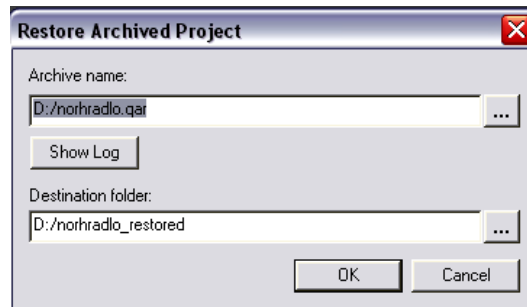 Restore Archived Project
Archive name:
D:/norhradlo.qar
...
Show Log
Destination folder:
D:/norhradlo_restored
...
OK
Cancel